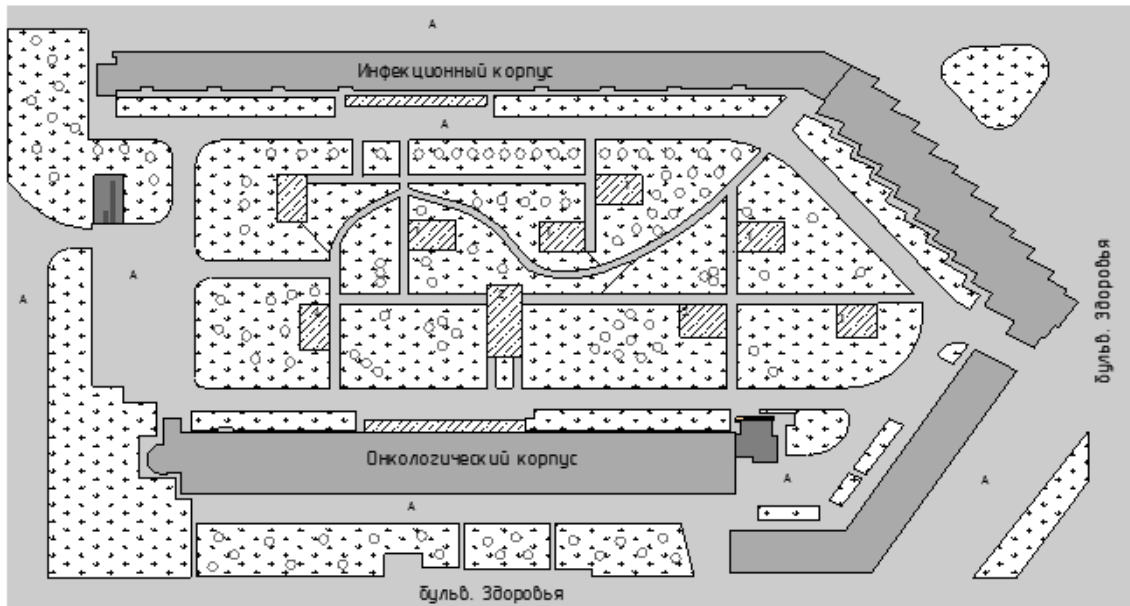 А
Инфекционный корпус
А
А
А
бульв. Здоровья
Онкологический корпус
А
А
А
бульв. Здоровья